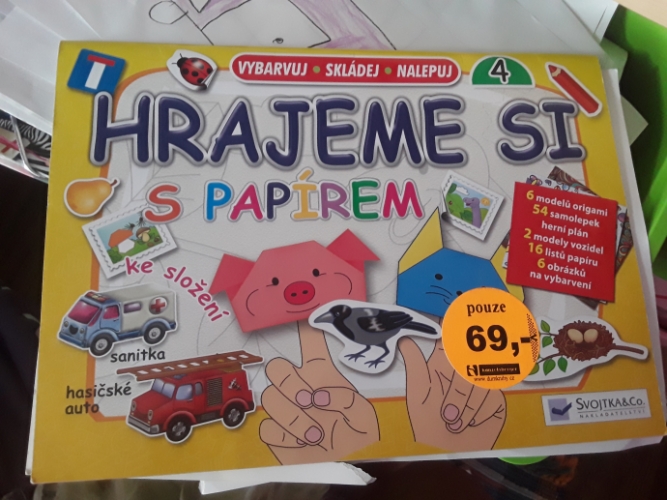 VYBARVUJ • SKLÁDEJ • NALEPUJ
4
HRAJEME SI
S PAPÍREM
6 modelů origami
54 samolepek
herní plán
2 modely vozidel
16 listů papíru
6 obrázků
na vybarvení
ke složení
sanitka
hasičské
auto
pouze
69,-
SVOJTKA&Co.
NAKLADATELSTVÍ